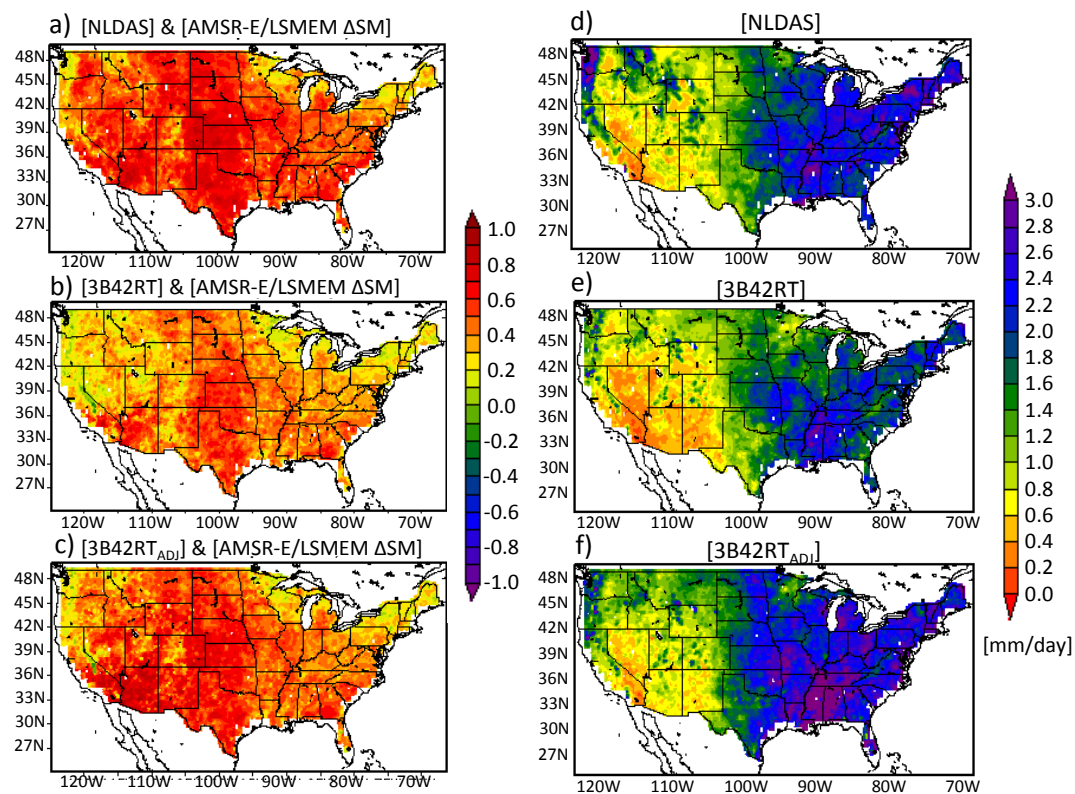 a) [NLDAS] & [AMSR-E/LSMEM ΔSM]
48N
45N
42N
39N
36N
33N
30N
27N
120W 110W 100W 90W 80W 70W
b) [3B42RT] & [AMSR-E/LSMEM ΔSM]
48N
45N
42N
39N
36N
33N
30N
27N
120W 110W 100W 90W 80W 70W
c) [3B42RTADJ] & [AMSR-E/LSMEM ΔSM]
48N
45N
42N
39N
36N
33N
30N
27N
120W 110W 100W 90W 80W 70W
1.0
0.8
0.6
0.4
0.2
0.0
-0.2
-0.4
-0.6
-0.8
-1.0
d) [NLDAS]
48N
45N
42N
39N
36N
33N
30N
27N
120W 110W 100W 90W 80W 70W
e) [3B42RT]
48N
45N
42N
39N
36N
33N
30N
27N
120W 110W 100W 90W 80W 70W
f) [3B42RTADJ]
48N
45N
42N
39N
36N
33N
30N
27N
120W 110W 100W 90W 80W 70W
3.0
2.8
2.6
2.4
2.2
2.0
1.8
1.6
1.4
1.2
1.0
0.8
0.6
0.4
0.2
0.0
[mm/day]